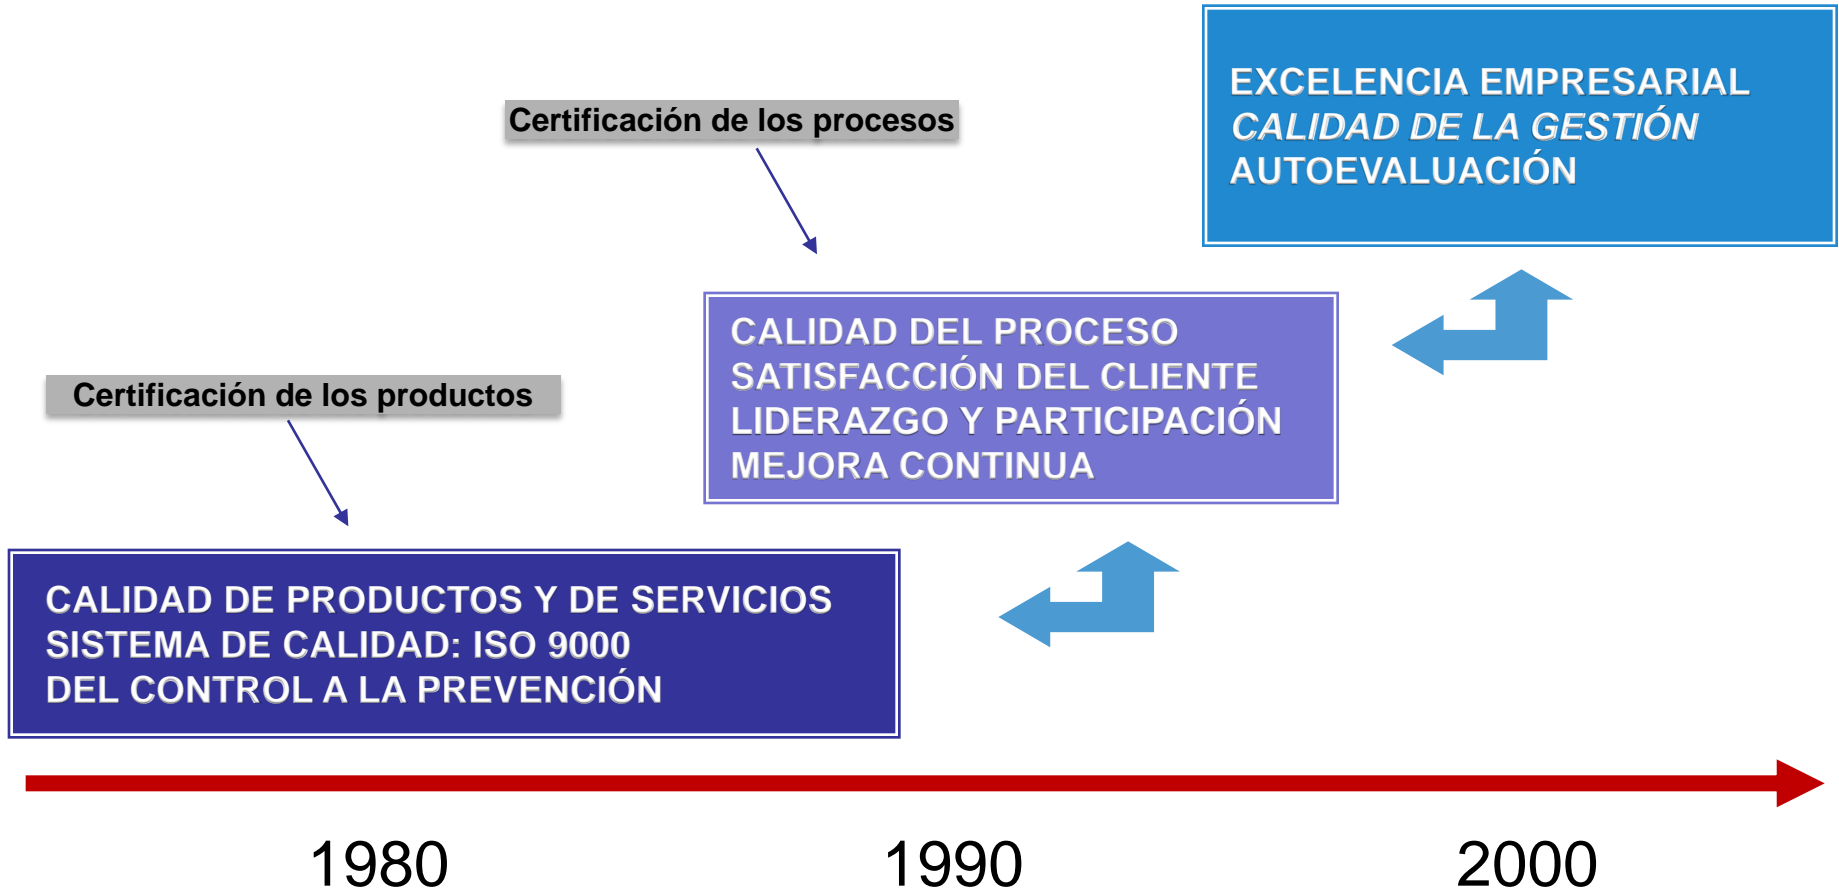 EXCELENCIA EMPRESARIAL
CALIDAD DE LA GESTIÓN
AUTOEVALUACIÓN
Certificación de los procesos
CALIDAD DEL PROCESO
SATISFACCIÓN DEL CLIENTE
LIDERAZGO Y PARTICIPACIÓN
MEJORA CONTINUA
Certificación de los productos
CALIDAD DE PRODUCTOS Y DE SERVICIOS
SISTEMA DE CALIDAD: ISO 9000
DEL CONTROL A LA PREVENCIÓN
1980 1990 2000